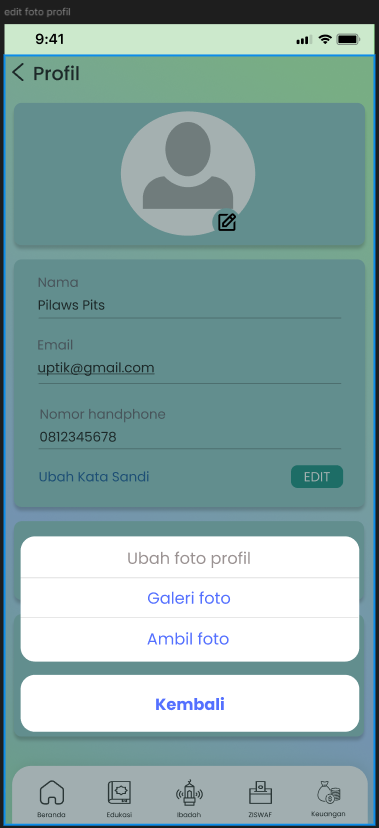 edit foto profil
9:41
Profil
Nama
Pilaws Pits
Email
uptik@gmail.com
Nomor handphone
0812345678
Ubah Kata Sandi
EDIT
Ubah foto profil
Galeri foto
Ambil foto
Kembali
Beranda
Edukasi
Ibadah
ZISWAF
Keuangan